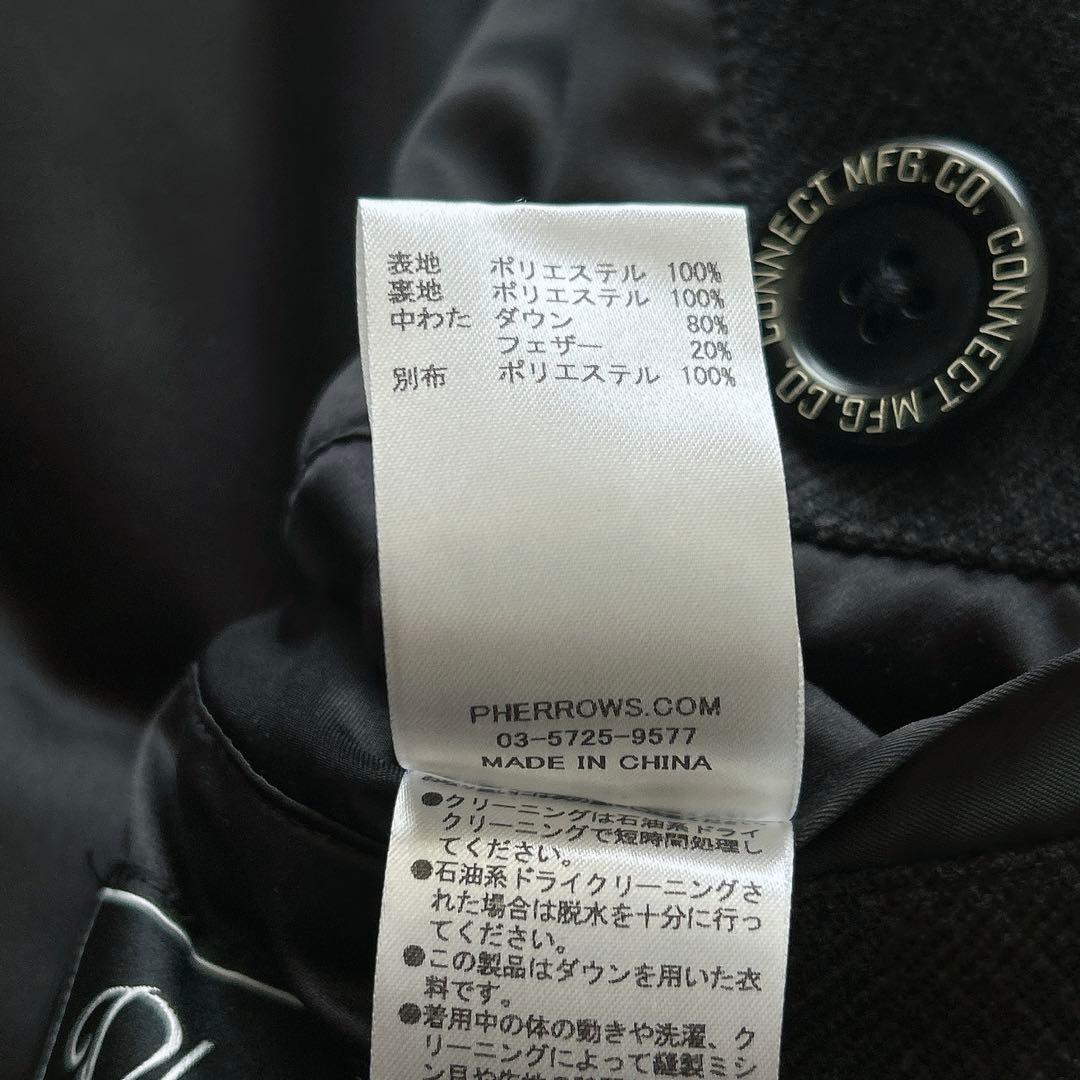 表地 ポリエステル 100%
裏地 ポリエステル 100%
中わた ダウン 80%
フェザー 20%
別布 ポリエステル 100%
CONNECT MFG.CO. CONNECT MFG.CO.
PHERROWS.COM
03-5725-9577
MADE IN CHINA
●クリーニングは石油系ドライ
クリーニングで短時間処理し
てください。
●石油系ドライクリーニングさ
れた場合は脱水を十分に行っ
てください。
●この製品はダウンを用いた衣
料です。
●着用中の体の動きや洗濯、ク
リーニングによって縫製ミシ